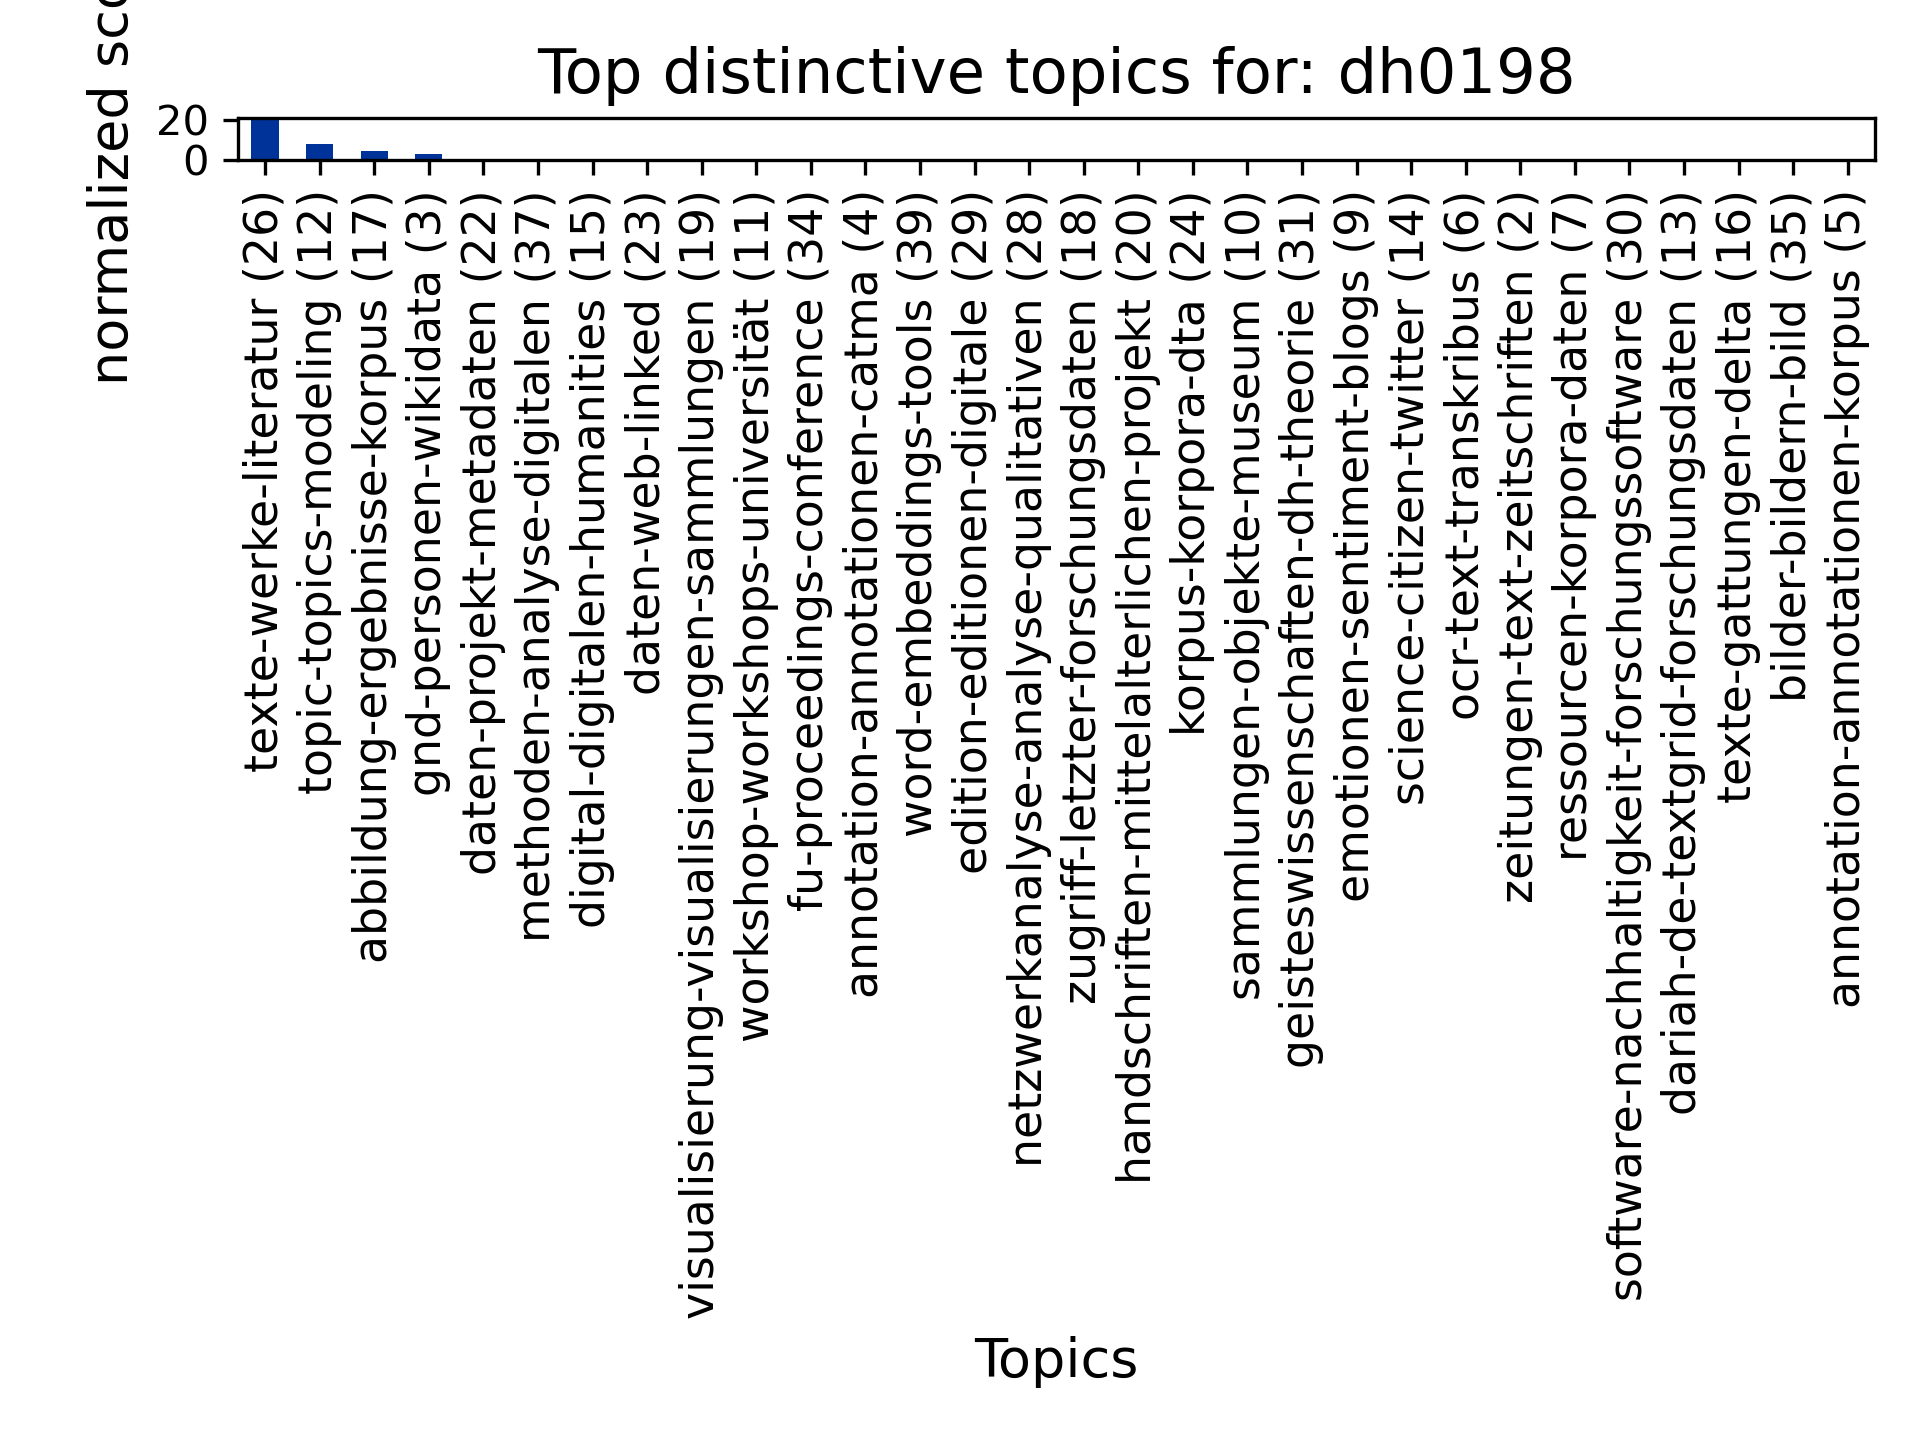 Top distinctive topics for: dh0198
normalized
20
0
texte-werke-literatur (26)
topic-topics-modeling (12)
abbildung-ergebnisse-korpus (17)
gnd-personen-wikidata (3)
daten-projekt-metadaten (22)
methoden-analyse-digitalen (37)
digital-digitalen-humanities (15)
daten-web-linked (23)
visualisierung-visualisierungen-sammlungen (19)
workshop-workshops-universität (11)
fu-proceedings-conference (34)
annotation-annotationen-catma (4)
word-embeddings-tools (39)
edition-editionen-digitale (29)
netzwerkanalyse-analyse-qualitativen (28)
zugriff-letzter-forschungsdaten (18)
handschriften-mittelalterlichen-projekt (20)
korpus-korpora-dta (24)
sammlungen-objekte-museum (10)
geisteswissenschaften-dh-theorie (31)
emotionen-sentiment-blogs (9)
science-citizen-twitter (14)
ocr-text-transkribus (6)
zeitungen-text-zeitschriften (2)
ressourcen-korpora-daten (7)
software-nachhaltigkeit-forschungssoftware (30)
dariah-de-textgrid-forschungsdaten (13)
texte-gattungen-delta (16)
bilder-bildern-bild (35)
annotation-annotationen-korpus (5)
Topics